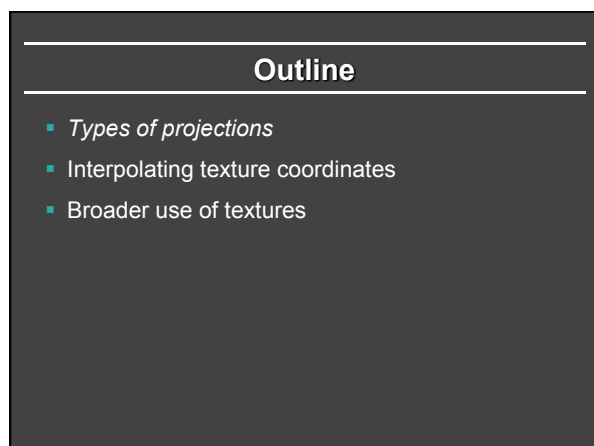 Outline
Types of projections
Interpolating texture coordinates
Broader use of textures